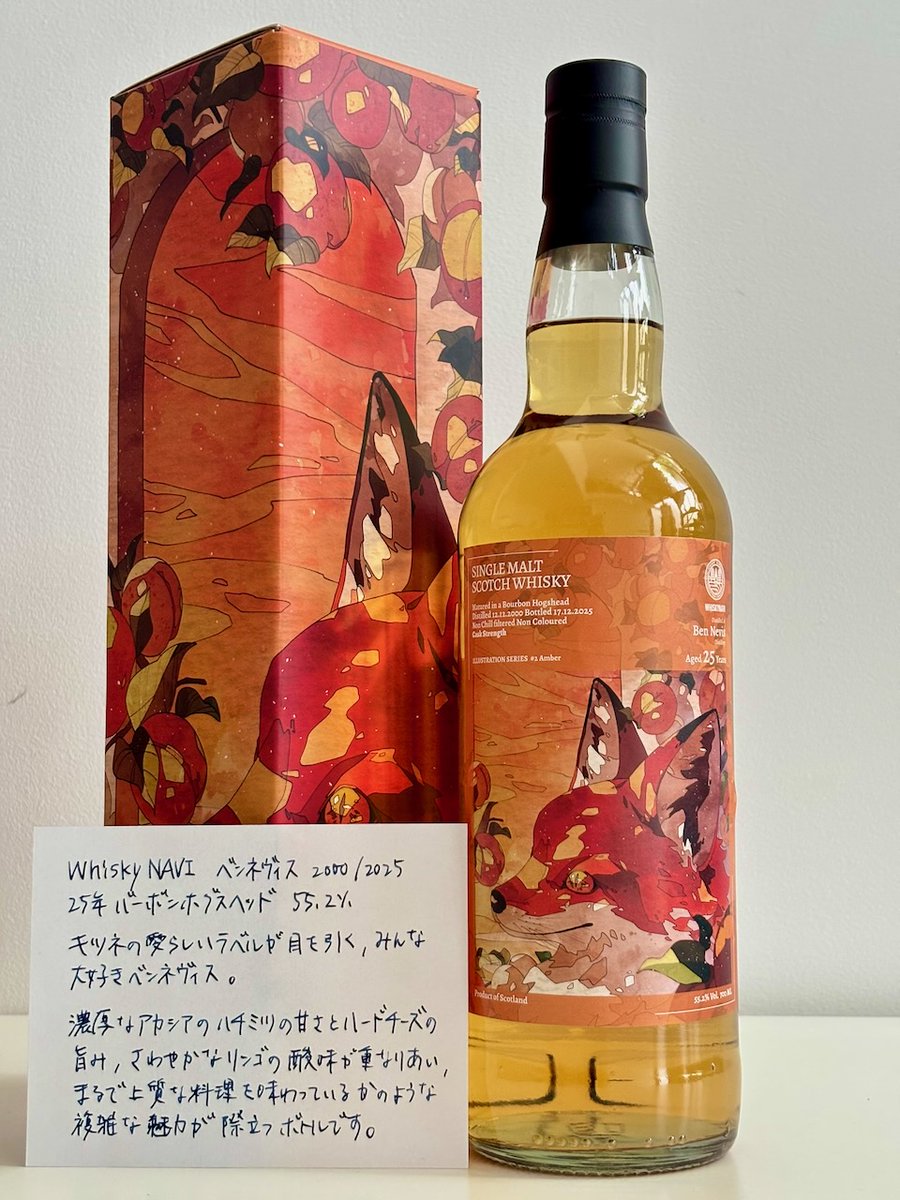 SINGLE MALT
SCOTCH WHISKY
Matured in a Bourbon Hogshead
Distilled 12.12.2000 Bottled 17.12.2025
Non Chill filtered Non Coloured
Cask Strength
ILLUSTRATION SERIES #2 Amber
WHISKYNAVI
Distillery
Ben Nevis
Aged 25 Years
Product of Scotland
55.2% Vol. 700 ML
Whisky NAVI ベンネヴィス 2000/2025
25年 バーボンホグスヘッド 55.2%
キツネの愛らしいラベルが目を引く,みんな
大好きベンネヴィス。
濃厚なアカシアのハチミツの甘さとハードチーズの
旨み,さわやかなリンゴの酸味が重なりあい,
まるで上質な料理を味わっているかのような
複雑な魅力が際立つボトルです。